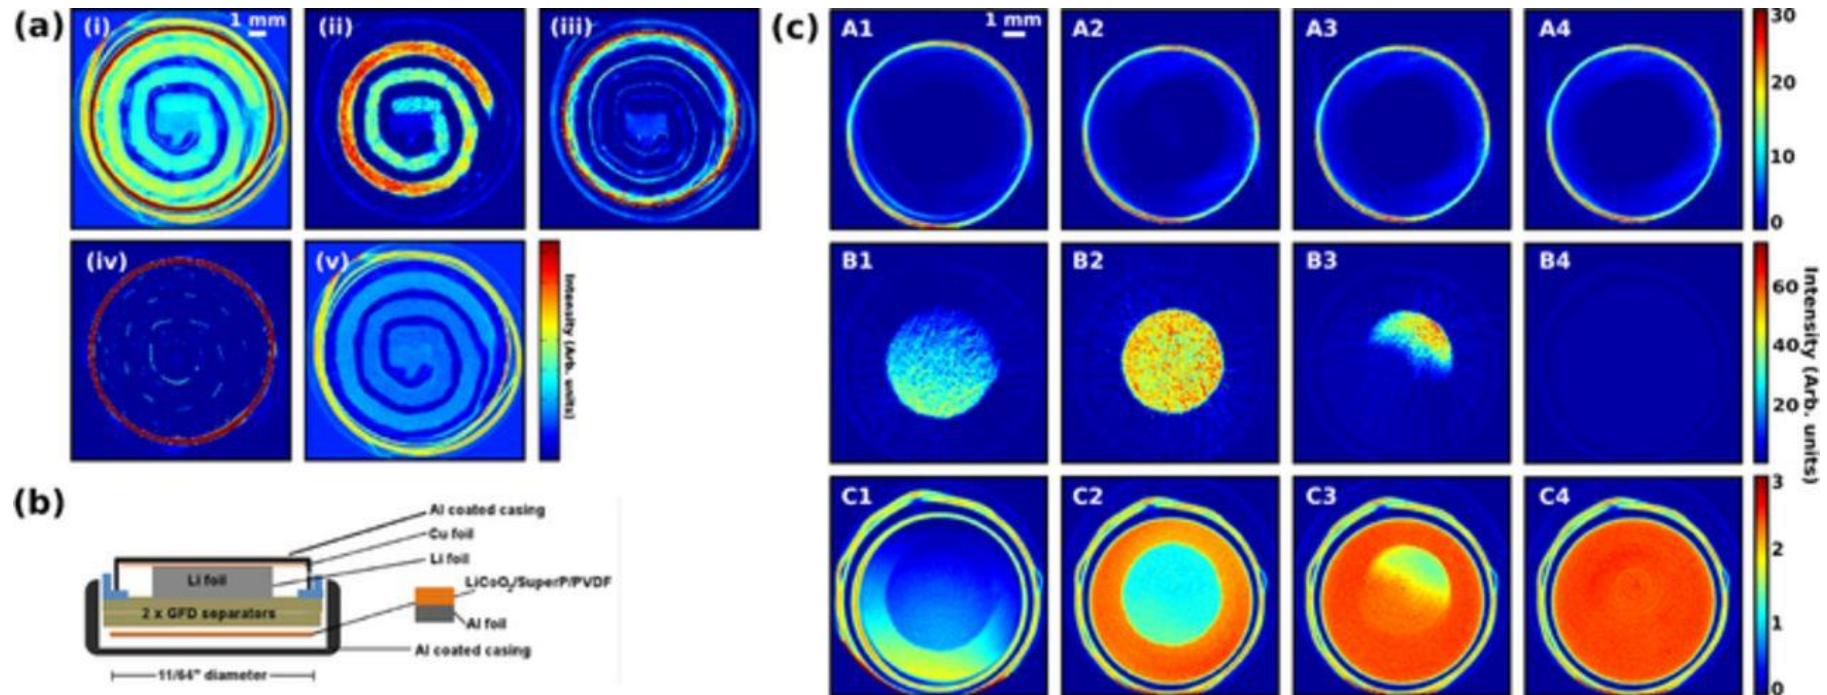 (a)
(i)
1 mm
(ii)
(iii)
(iv)
(v)
Intensity (Arb. units)
(b)
Al coated casing
Cu foil
Li foil
LiCoO2/SuperP/PVDF
Li foil
2 x GFD separators
Al foil
Al coated casing
11/64" diameter
(c)
A1
1 mm
A2
A3
A4
30
20
10
0
B1
B2
B3
B4
60
40
20
Intensity (Arb. units)
C1
C2
C3
C4
3
2
1
0